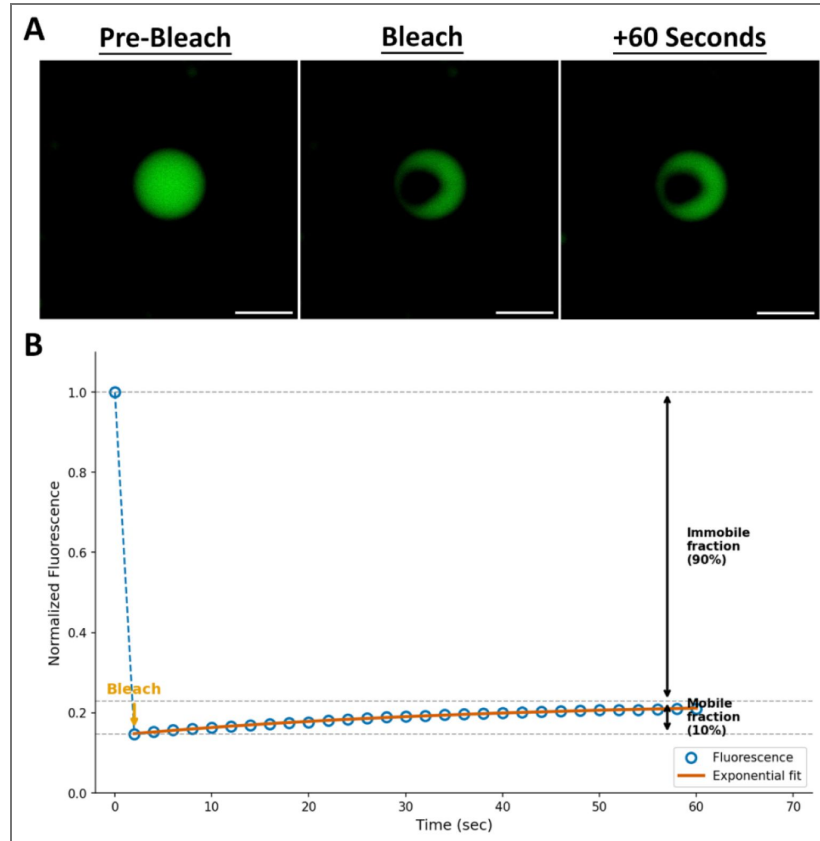 A
Pre-Bleach
Bleach
+60 Seconds
B
Normalized Fluorescence
1.0
0.8
0.6
0.4
0.2
0.0
Bleach
Immobile
fraction
(90%)
Mobile
fraction
(10%)
Fluorescence
Exponential fit
0
10
20
30
40
50
60
70
Time (sec)